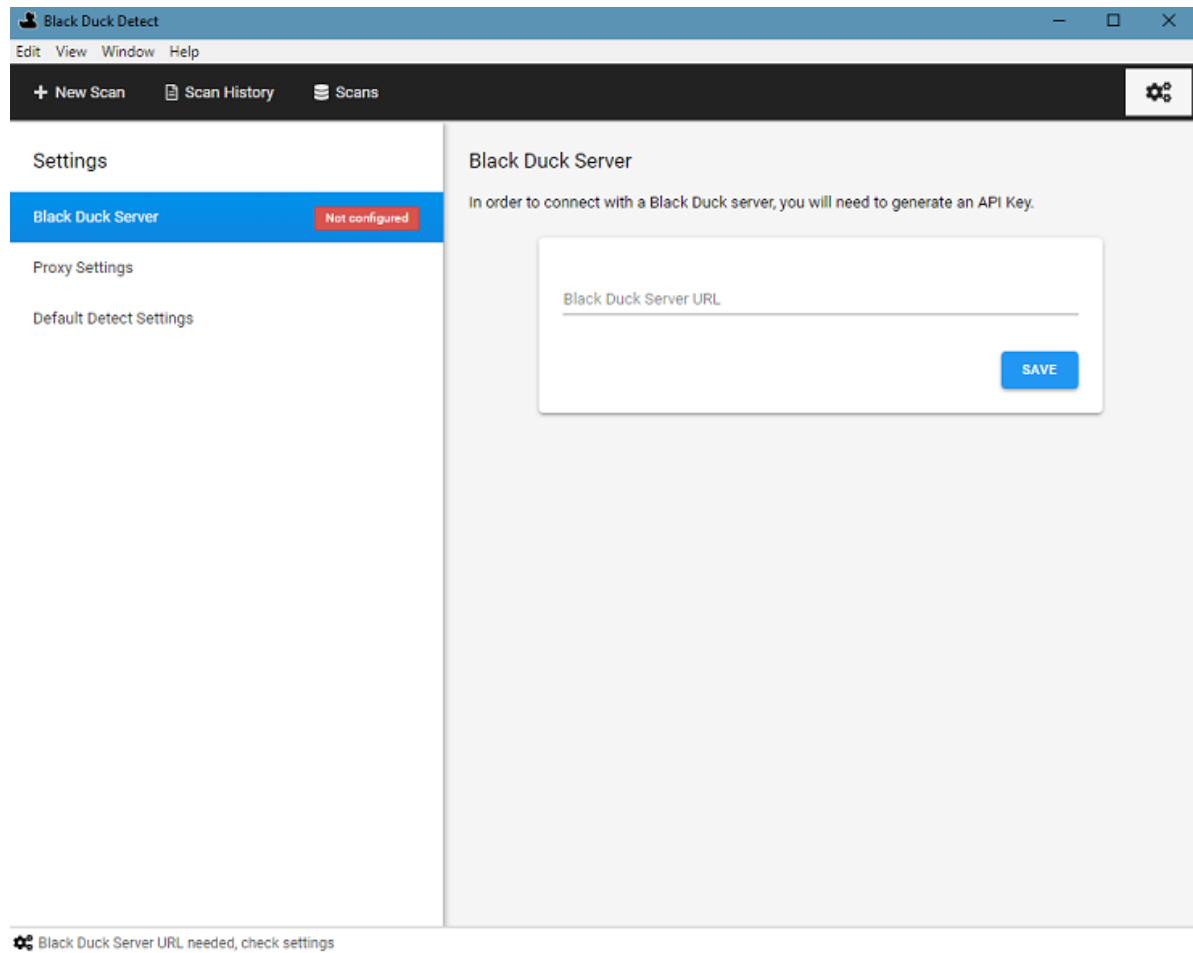 Black Duck Detect
Edit View Window Help
New Scan Scan History Scans
Settings
Black Duck Server Not configured
Proxy Settings
Default Detect Settings
Black Duck Server
In order to connect with a Black Duck server, you will need to generate an API Key.
Black Duck Server URL
SAVE
Black Duck Server URL needed, check settings